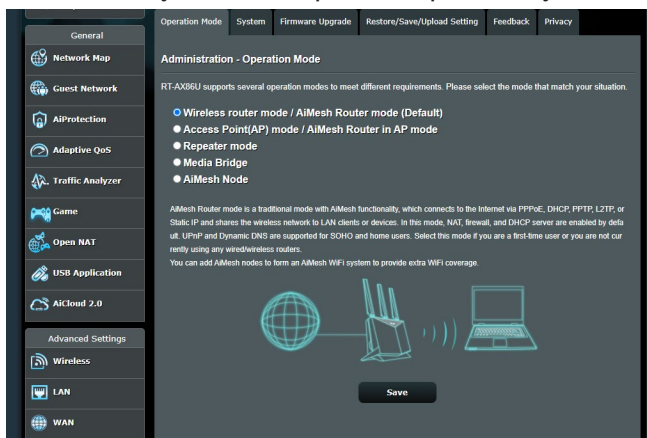 Operation Mode System Firmware Upgrade Restore/Save/Upload Setting Feedback Privacy
General
Network Map
Guest Network
AiProtection
Adaptive QoS
Traffic Analyzer
Game
Open NAT
USB Application
AiCloud 2.0
Advanced Settings
Wireless
LAN
WAN
Administration - Operation Mode
RT-AX86U supports several operation modes to meet different requirements. Please select the mode that match your situation.
Wireless router mode / AiMesh Router mode (Default)
Access Point(AP) mode / AiMesh Router in AP mode
Repeater mode
Media Bridge
AiMesh Node
AiMesh Router mode is a traditional mode with AiMesh functionality, which connects to the Internet via PPPoE, DHCP, PPTP, L2TP, or
Static IP and shares the wireless network to LAN clients or devices. In this mode, NAT, firewall, and DHCP server are enabled by defa
ult. UPnP and Dynamic DNS are supported for SOHO and home users. Select this mode if you are a first-time user or you are not cur
rently using any wired/wireless routers.
You can add AiMesh nodes to form an AiMesh WiFi system to provide extra WiFi coverage.
Save